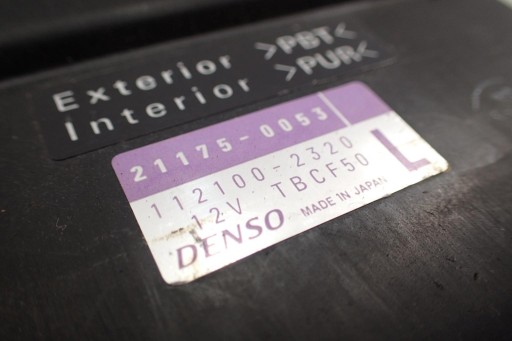 Exterior >PBT<
Interior >PUR<
21175-0053
112100-2320 L
12V TBCF50
DENSO MADE IN JAPAN